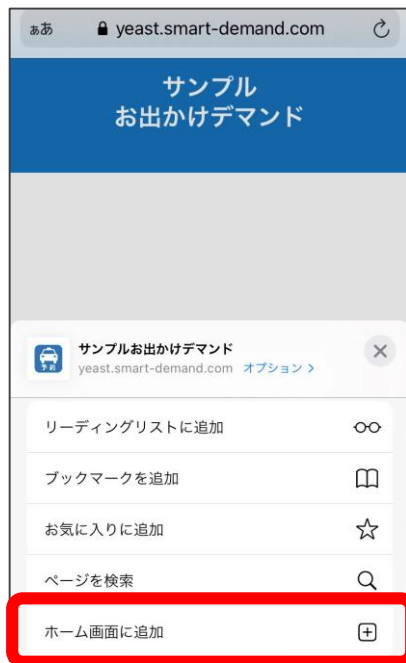 ぁあ yeast.smart-demand.com
サンプル
お出かけデマンド
予約
サンプルお出かけデマンド
yeast.smart-demand.com オプション >
リーディングリストに追加
ブックマークを追加
お気に入りに追加
ページを検索
ホーム画面に追加